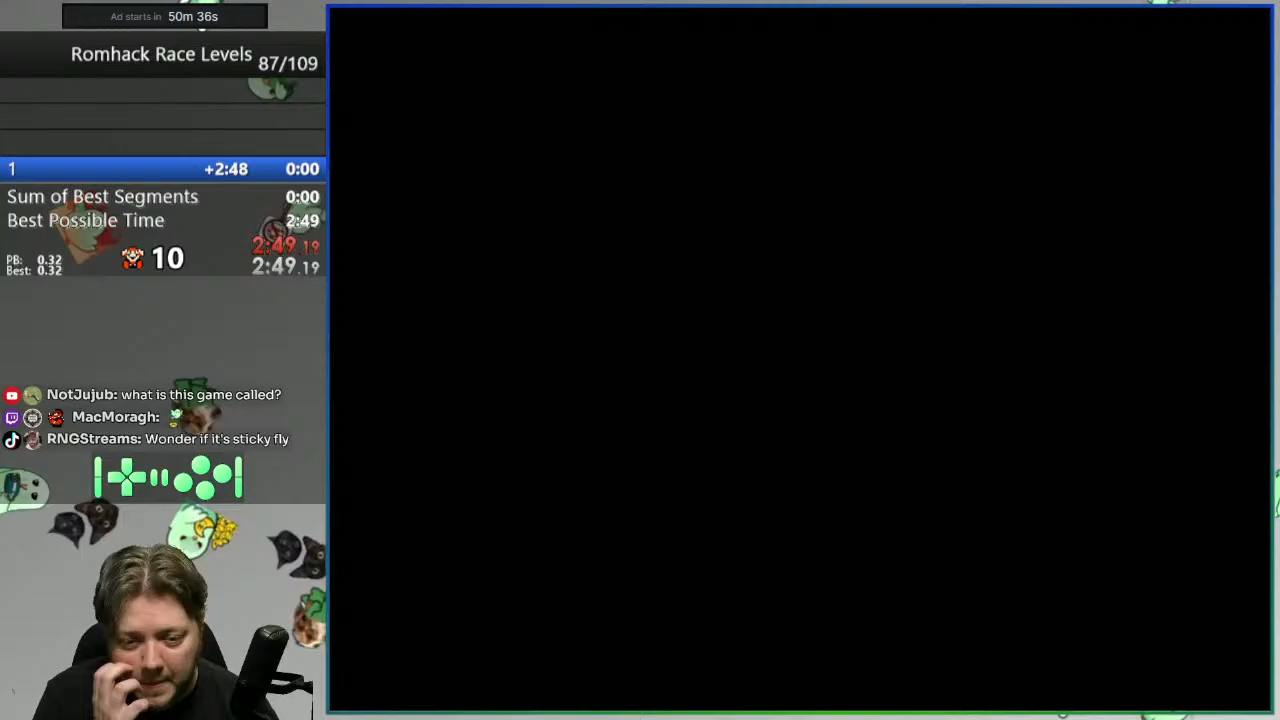 Ad starts in 50m 36s
Romhack Race Levels 87/109
1 +2:48 0:00
Sum of Best Segments 0:00
Best Possible Time 2:49
PB: 0.32 10 2:49.19
Best: 0.32 2:49.19
NotJujub: what is this game called?
MacMoragh:
RNGStreams: Wonder if it's sticky fly